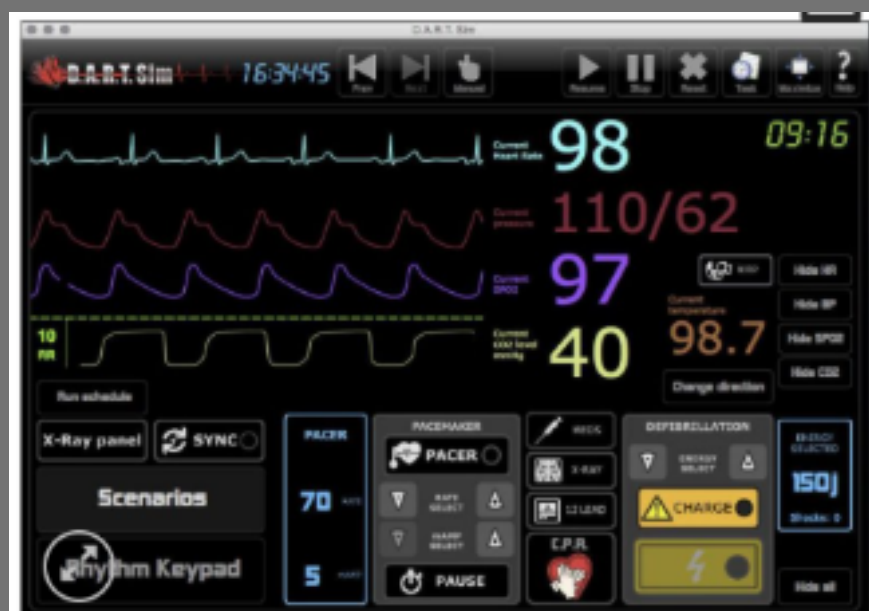 D.A.R.T. Sim
D.A.R.T. Sim 16:34:45 Prev Next Manual Resume Stop Reset Task Maximize ? Help
Current Heart Rate 98 09:16
Current pressure 110/62
Current SPO2 97 NIBP Hide HR
Hide BP
10 RR Current CO2 level 40 Current temperature 98.7 Hide SPO2
Hide CO2
Run schedule Change direction
X-Ray panel SYNC PACER PACEMAKER MEDS DEFIBRILLATION ENERGY SELECTED
PACER ENERGY SELECT 150j
Scenarios 70 RATE RATE SELECT X-RAY CHARGE Shocks: 0
12 LEAD
Rhythm Keypad 5 PAUSE C.P.R. Hide all